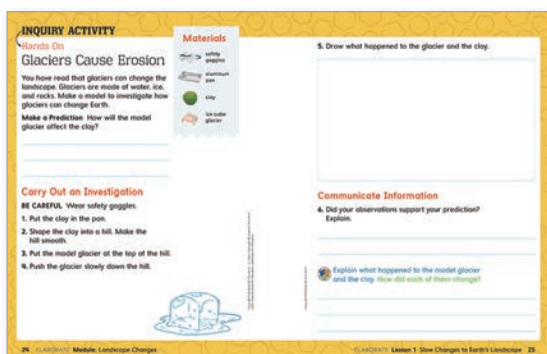 INQUIRY ACTIVITY
Hands On
Glaciers Cause Erosion
You have read that glaciers can change the
landscape. Glaciers are made of water, ice,
and rocks. Make a model to investigate how
glaciers can change Earth.
Make a Prediction How will the model
glacier affect the clay?
Materials
safety
goggles
aluminum
pan
clay
ice cube
glacier
Carry Out an Investigation
BE CAREFUL Wear safety goggles.
1. Put the clay in the pan.
2. Shape the clay into a hill. Make the
hill smooth.
3. Put the model glacier at the top of the hill.
4. Push the glacier slowly down the hill.
24 ELABORATE Module: Landscape Changes
5. Draw what happened to the glacier and the clay.
Communicate Information
6. Did your observations support your prediction?
Explain.
Explain what happened to the model glacier
and the clay. How did each of them change?
ELABORATE Lesson 1 Slow Changes to Earth's Landscape 25